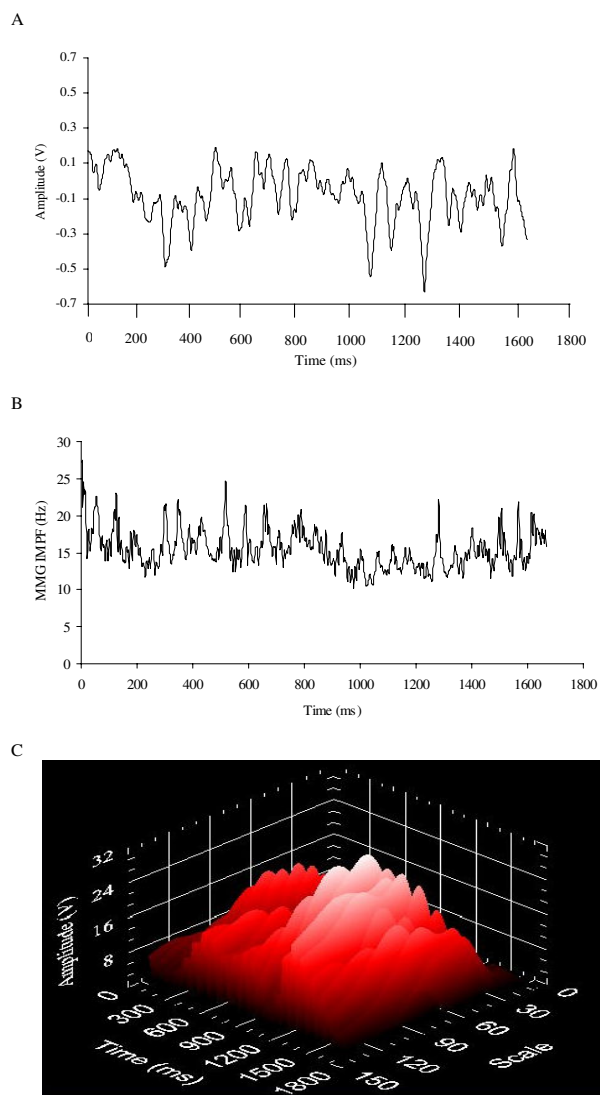 A
0.7
0.5
0.3
0.1
-0.1
-0.3
-0.5
-0.7
Amplitude (V)
0 200 400 600 800 1000 1200 1400 1600 1800
Time (ms)
B
30
25
20
15
10
5
0
MMG IMPF (Hz)
0 200 400 600 800 1000 1200 1400 1600 1800
Time (ms)
C
32
24
16
8
Amplitude (V)
0 300 600 900 1200 1500 1800
Time (ms)
150 120 90 60 30 0
Scale